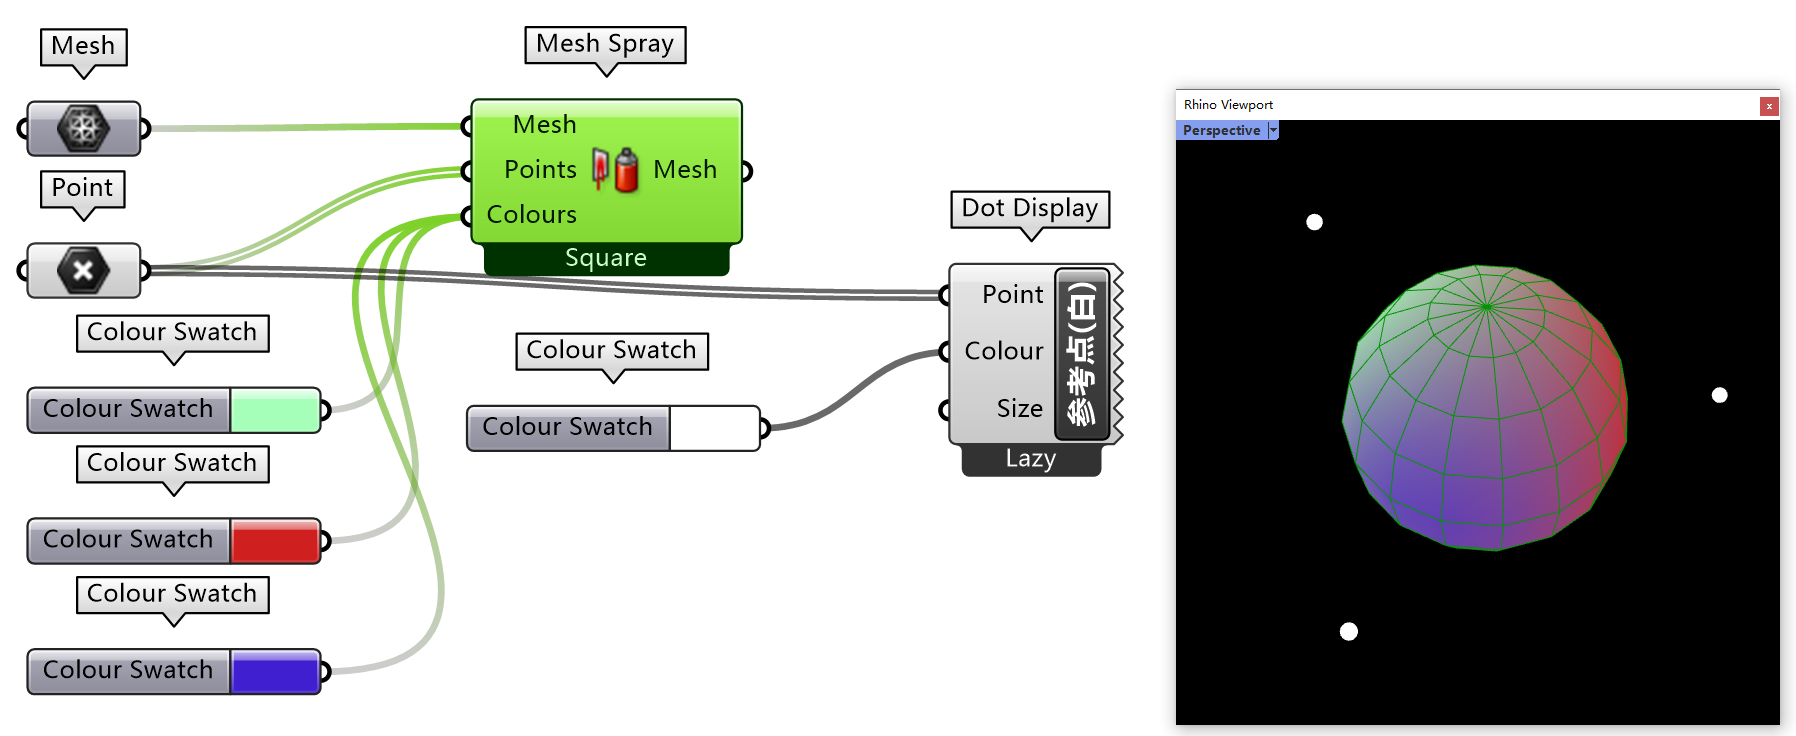 Mesh
Mesh Spray
Mesh
Points
Mesh
Colours
Square
Point
Dot Display
Point
Colour
Size
参考点(白)
Lazy
Colour Swatch
Colour Swatch
Colour Swatch
Colour Swatch
Colour Swatch
Colour Swatch
Colour Swatch
Colour Swatch
Rhino Viewport
x
Perspective